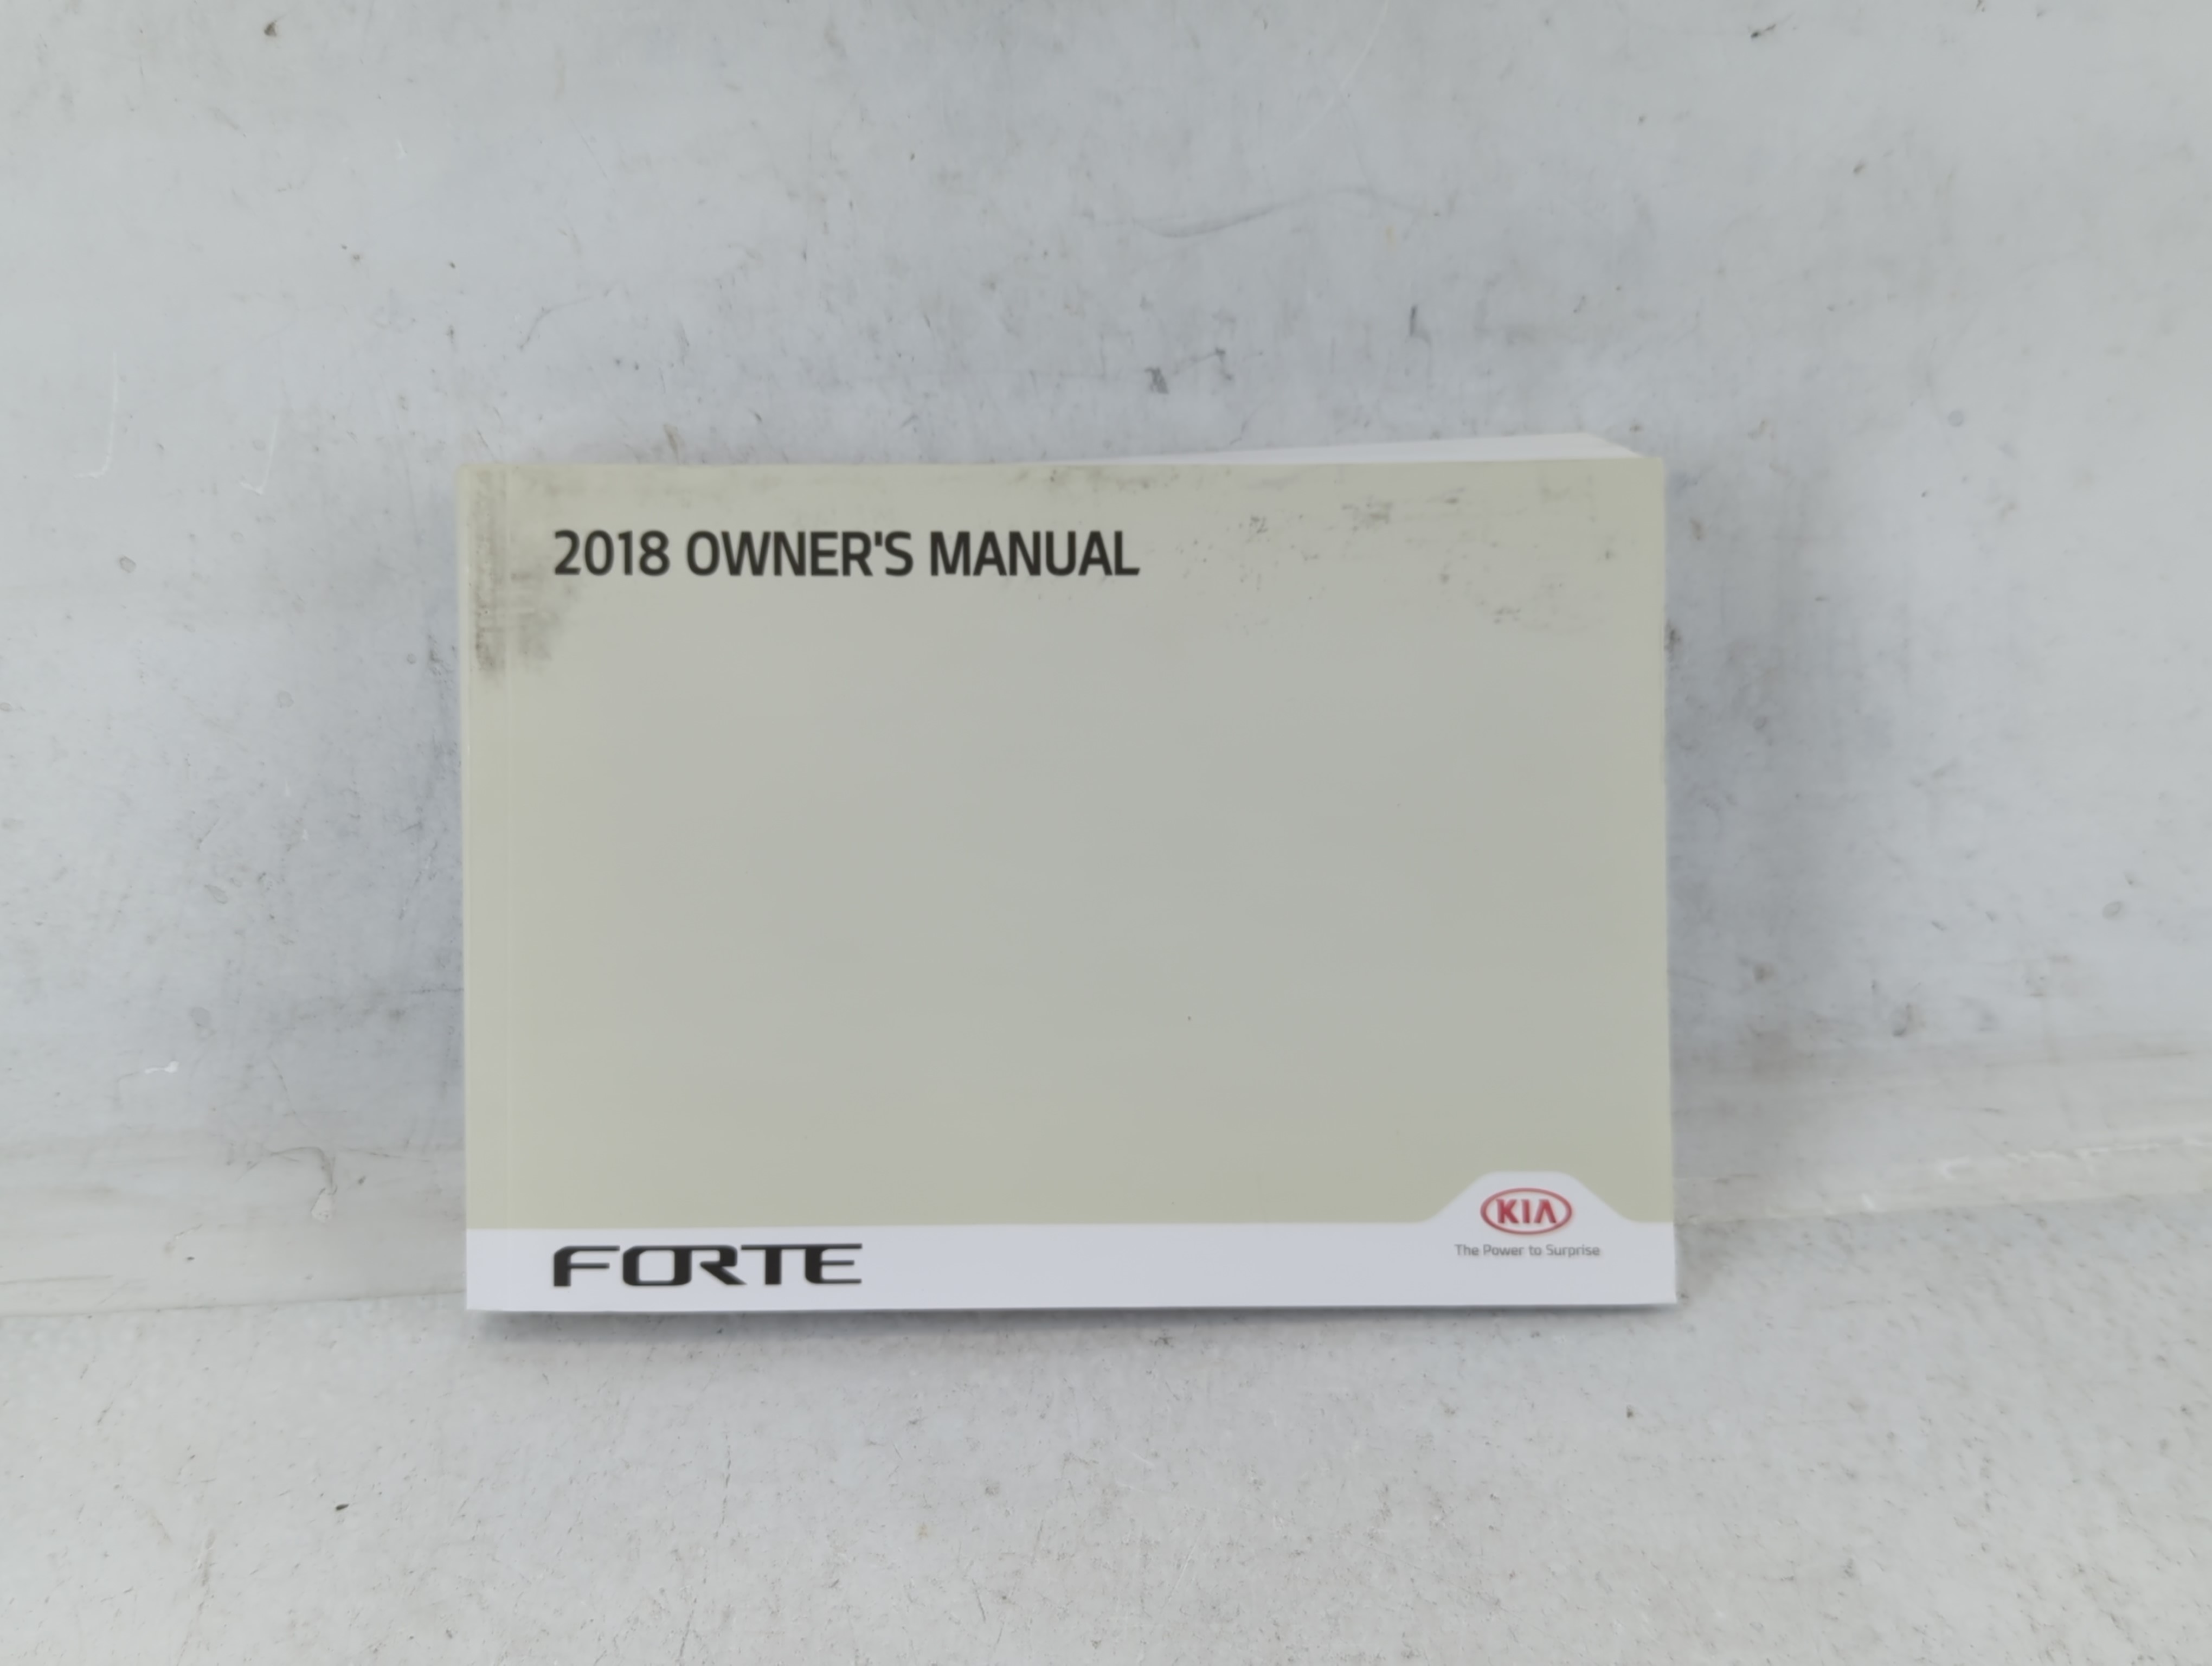 2018 OWNER'S MANUAL
FORTE
KIA
The Power to Surprise